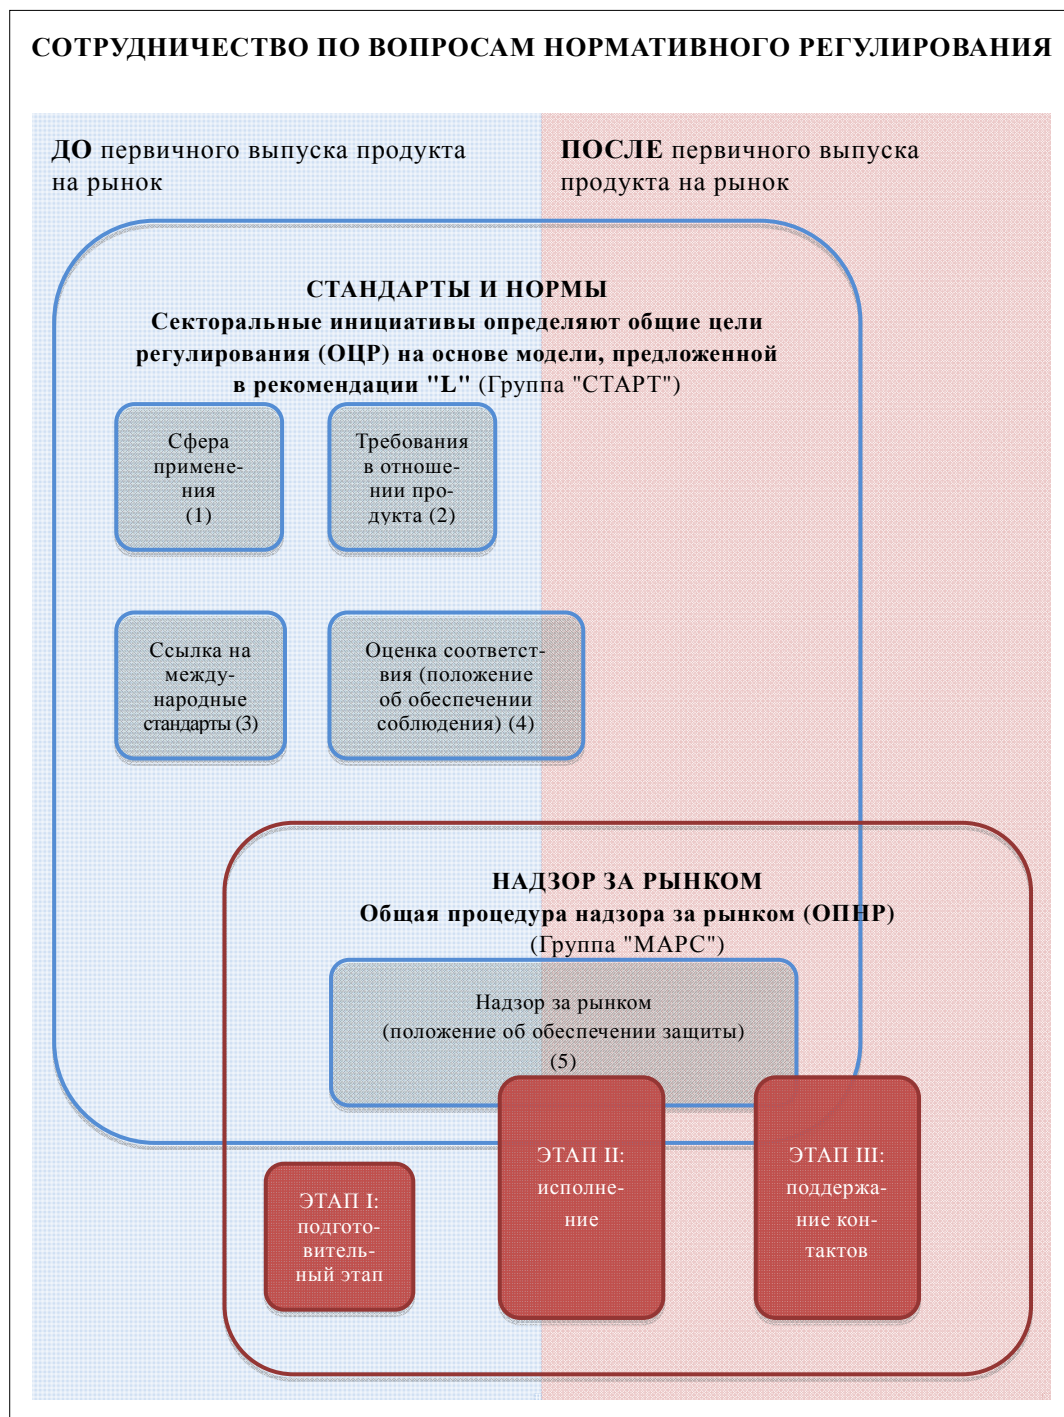 СОТРУДНИЧЕСТВО ПО ВОПРОСАМ НОРМАТИВНОГО РЕГУЛИРОВАНИЯ
ДО первичного выпуска продукта
на рынок
ПОСЛЕ первичного выпуска
продукта на рынок
СТАНДАРТЫ И НОРМЫ
Секторальные инициативы определяют общие цели
регулирования (ОЦР) на основе модели, предложенной
в рекомендации "L" (Группа "СТАРТ")
Сфера
примене-
ния
(1)
Требования
в отноше-
нии про-
дукта (2)
Ссылка на
между-
народные
стандарты (3)
Оценка соответст-
вия (положение
об обеспечении
соблюдения) (4)
НАДЗОР ЗА РЫНКОМ
Общая процедура надзора за рынком (ОПНР)
(Группа "МАРС")
Надзор за рынком
(положение об обеспечении защиты)
(5)
ЭТАП I:
подгото-
витель-
ный этап
ЭТАП II:
исполне-
ние
ЭТАП III:
поддержа-
ние кон-
тактов